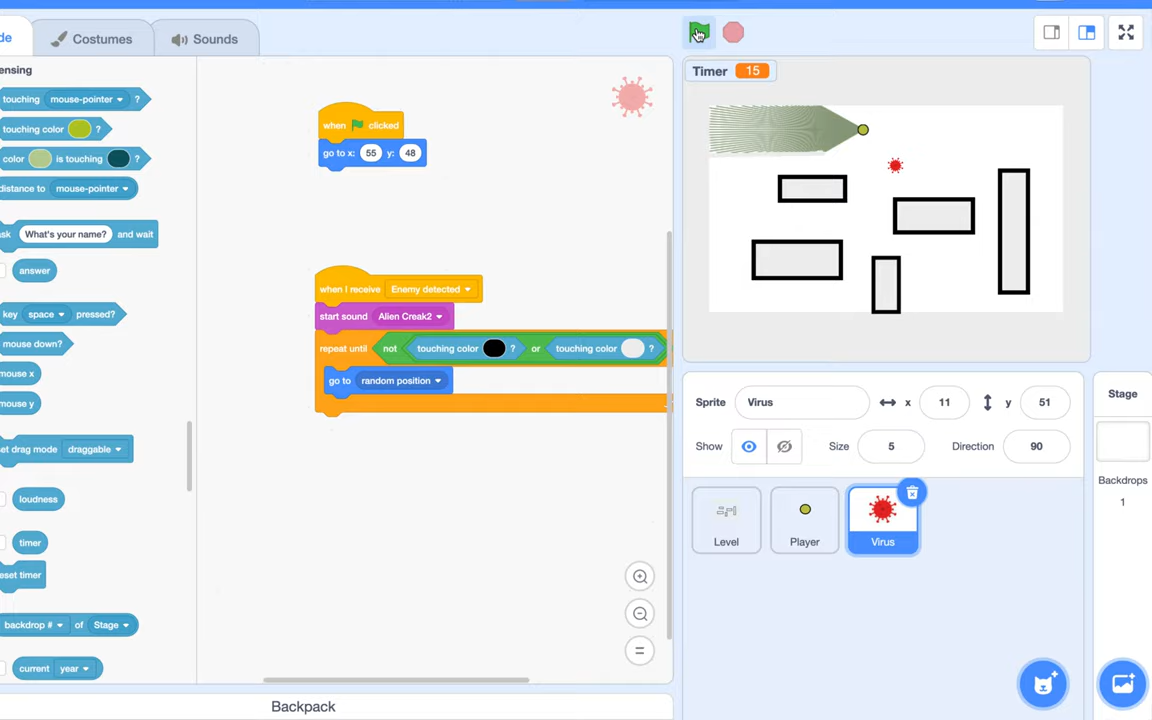 de
Costumes
Sounds
ensing
touching mouse-pointer ?
touching color ?
color is touching ?
distance to mouse-pointer
sk What's your name? and wait
answer
key space pressed?
mouse down?
mouse x
mouse y
et drag mode draggable
loudness
timer
eset timer
backdrop # of Stage
current year
when clicked
go to x: 55 y: 48
when I receive Enemy detected
start sound Alien Creak2
repeat until not touching color ? or touching color ?
go to random position
Backpack
Timer 15
Sprite Virus x 11 y 51
Show Size 5 Direction 90
Level
Player
Virus
Stage
Backdrops
1